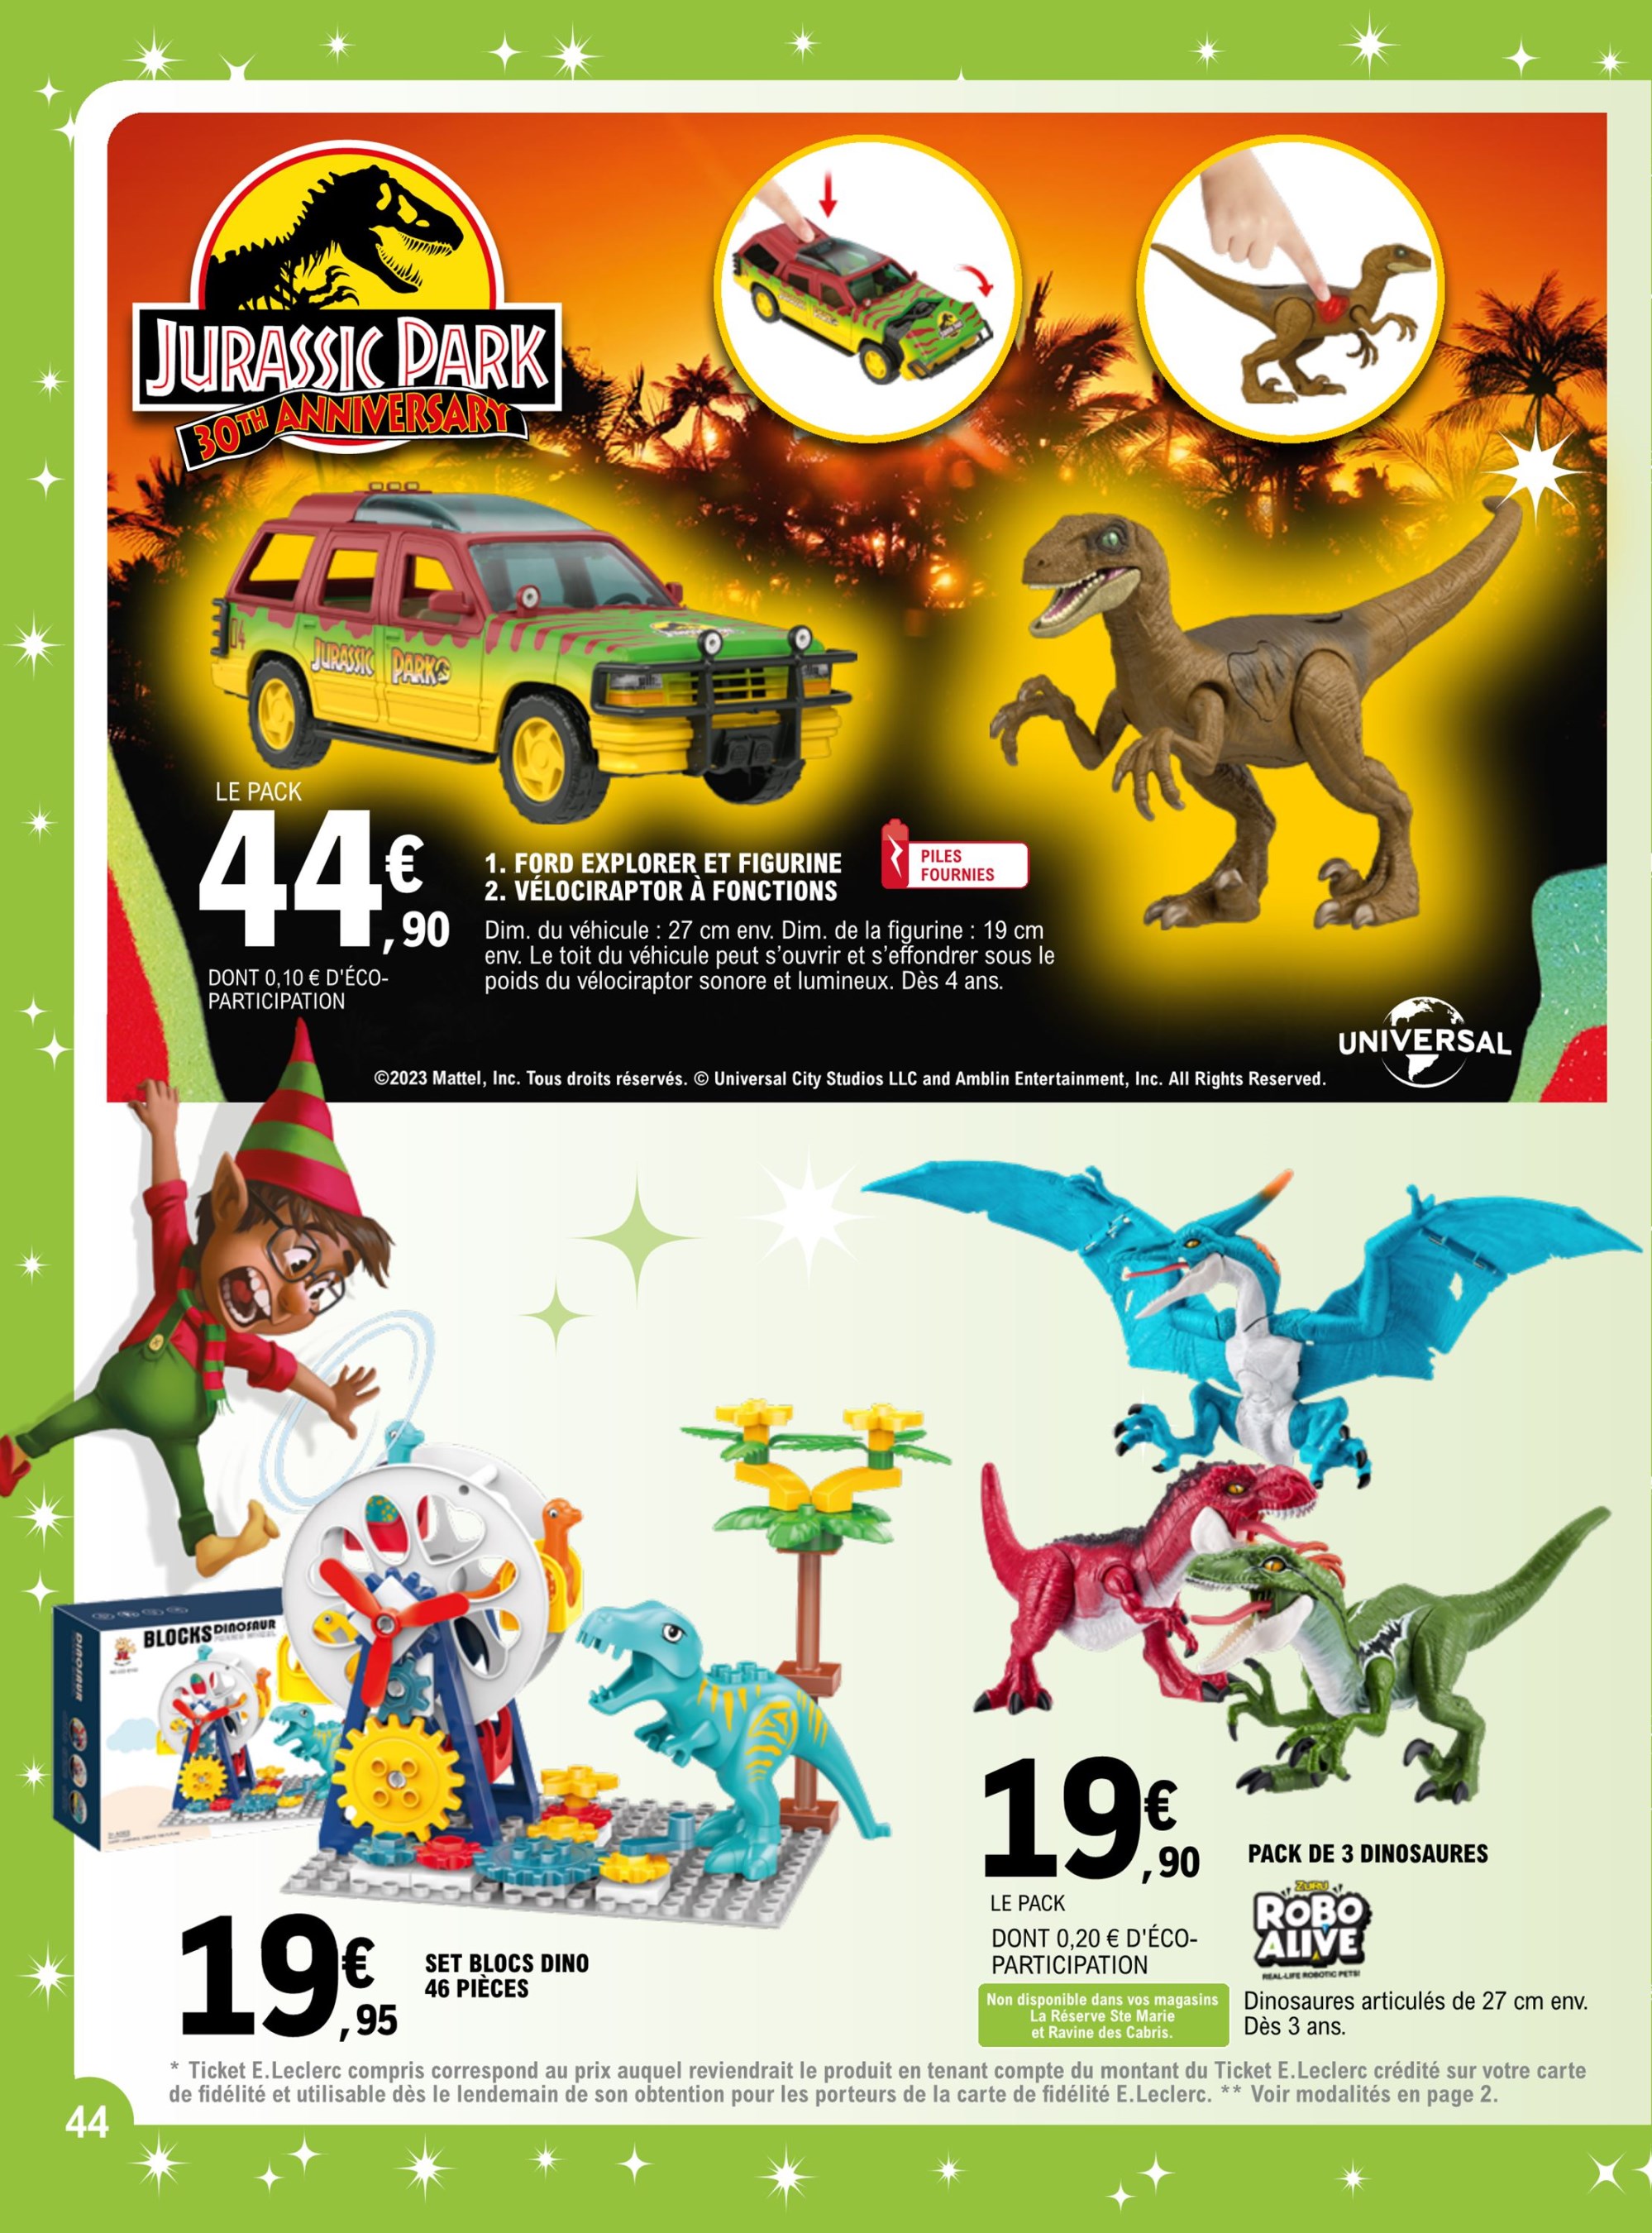 JURASSIC PARK
30TH ANNIVERSARY
04
JURASSIC PARK
LE PACK
44€,90
DONT 0,10 € D'ÉCO-
PARTICIPATION
1. FORD EXPLORER ET FIGURINE
2. VÉLOCIRAPTOR À FONCTIONS
PILES
FOURNIES
Dim. du véhicule : 27 cm env. Dim. de la figurine : 19 cm
env. Le toit du véhicule peut s’ouvrir et s’effondrer sous le
poids du vélociraptor sonore et lumineux. Dès 4 ans.
UNIVERSAL
©2023 Mattel, Inc. Tous droits réservés. © Universal City Studios LLC and Amblin Entertainment, Inc. All Rights Reserved.
BLOCKS DINOSAUR
DINOSAUR
19€,95
SET BLOCS DINO
46 PIÈCES
19€,90
LE PACK
DONT 0,20 € D'ÉCO-
PARTICIPATION
Non disponible dans vos magasins
La Réserve Ste Marie
et Ravine des Cabris.
PACK DE 3 DINOSAURES
ZURU
ROBO
ALIVE
REAL-LIFE ROBOTIC PETS!
Dinosaures articulés de 27 cm env.
Dès 3 ans.
* Ticket E.Leclerc compris correspond au prix auquel reviendrait le produit en tenant compte du montant du Ticket E.Leclerc crédité sur votre carte
de fidélité et utilisable dès le lendemain de son obtention pour les porteurs de la carte de fidélité E.Leclerc. ** Voir modalités en page 2.
44